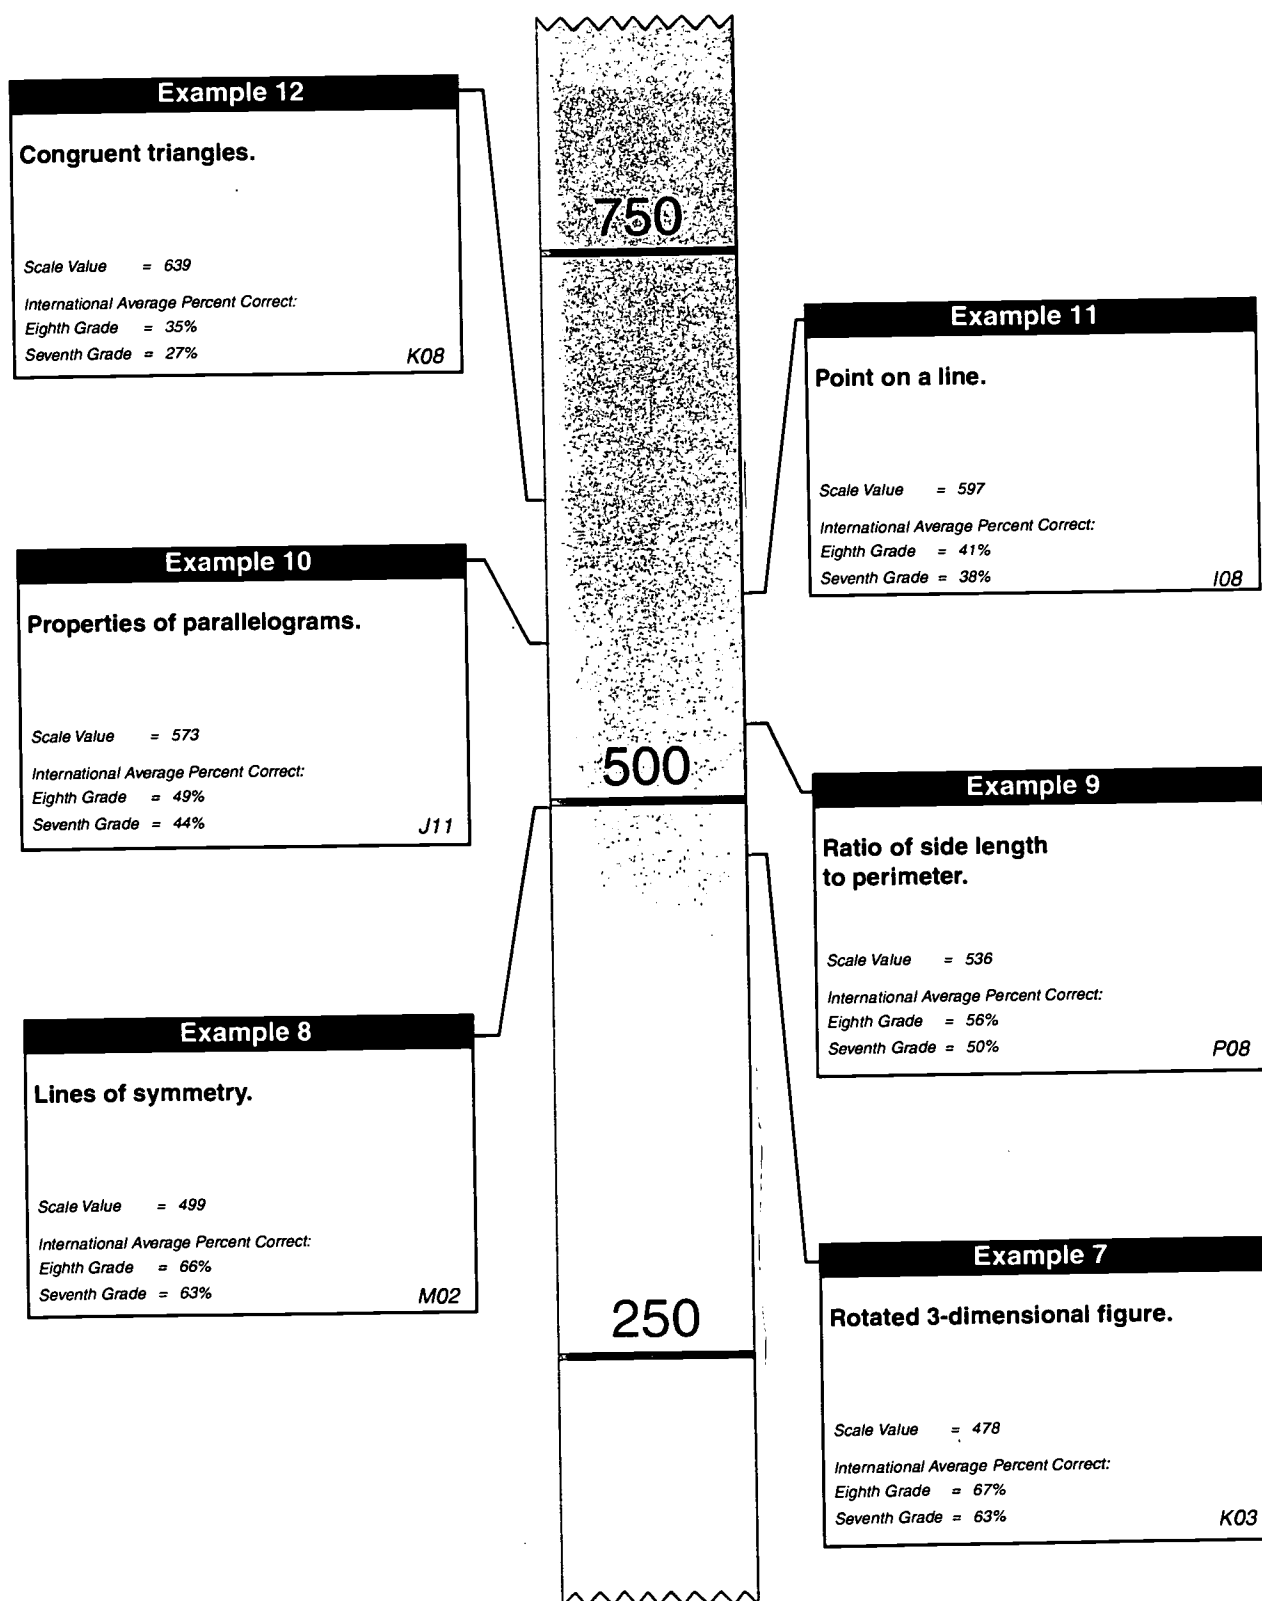 Example 12
Congruent triangles.
Scale Value = 639
International Average Percent Correct:
Eighth Grade = 35%
Seventh Grade = 27%
K08
Example 10
Properties of parallelograms.
Scale Value = 573
International Average Percent Correct:
Eighth Grade = 49%
Seventh Grade = 44%
J11
Example 8
Lines of symmetry.
Scale Value = 499
International Average Percent Correct:
Eighth Grade = 66%
Seventh Grade = 63%
M02
750
500
250
Example 11
Point on a line.
Scale Value = 597
International Average Percent Correct:
Eighth Grade = 41%
Seventh Grade = 38%
I08
Example 9
Ratio of side length
to perimeter.
Scale Value = 536
International Average Percent Correct:
Eighth Grade = 56%
Seventh Grade = 50%
P08
Example 7
Rotated 3-dimensional figure.
Scale Value = 478
International Average Percent Correct:
Eighth Grade = 67%
Seventh Grade = 63%
K03